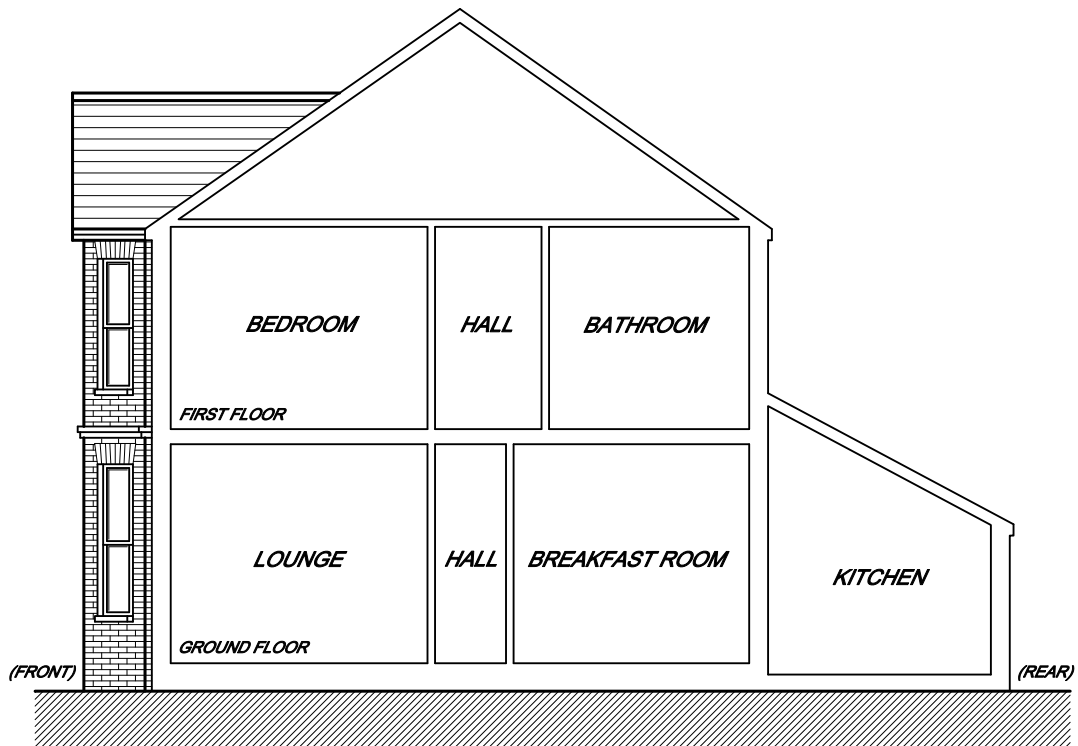 BEDROOM
HALL
BATHROOM
FIRST FLOOR
LOUNGE
HALL
BREAKFAST ROOM
KITCHEN
GROUND FLOOR
(FRONT)
(REAR)